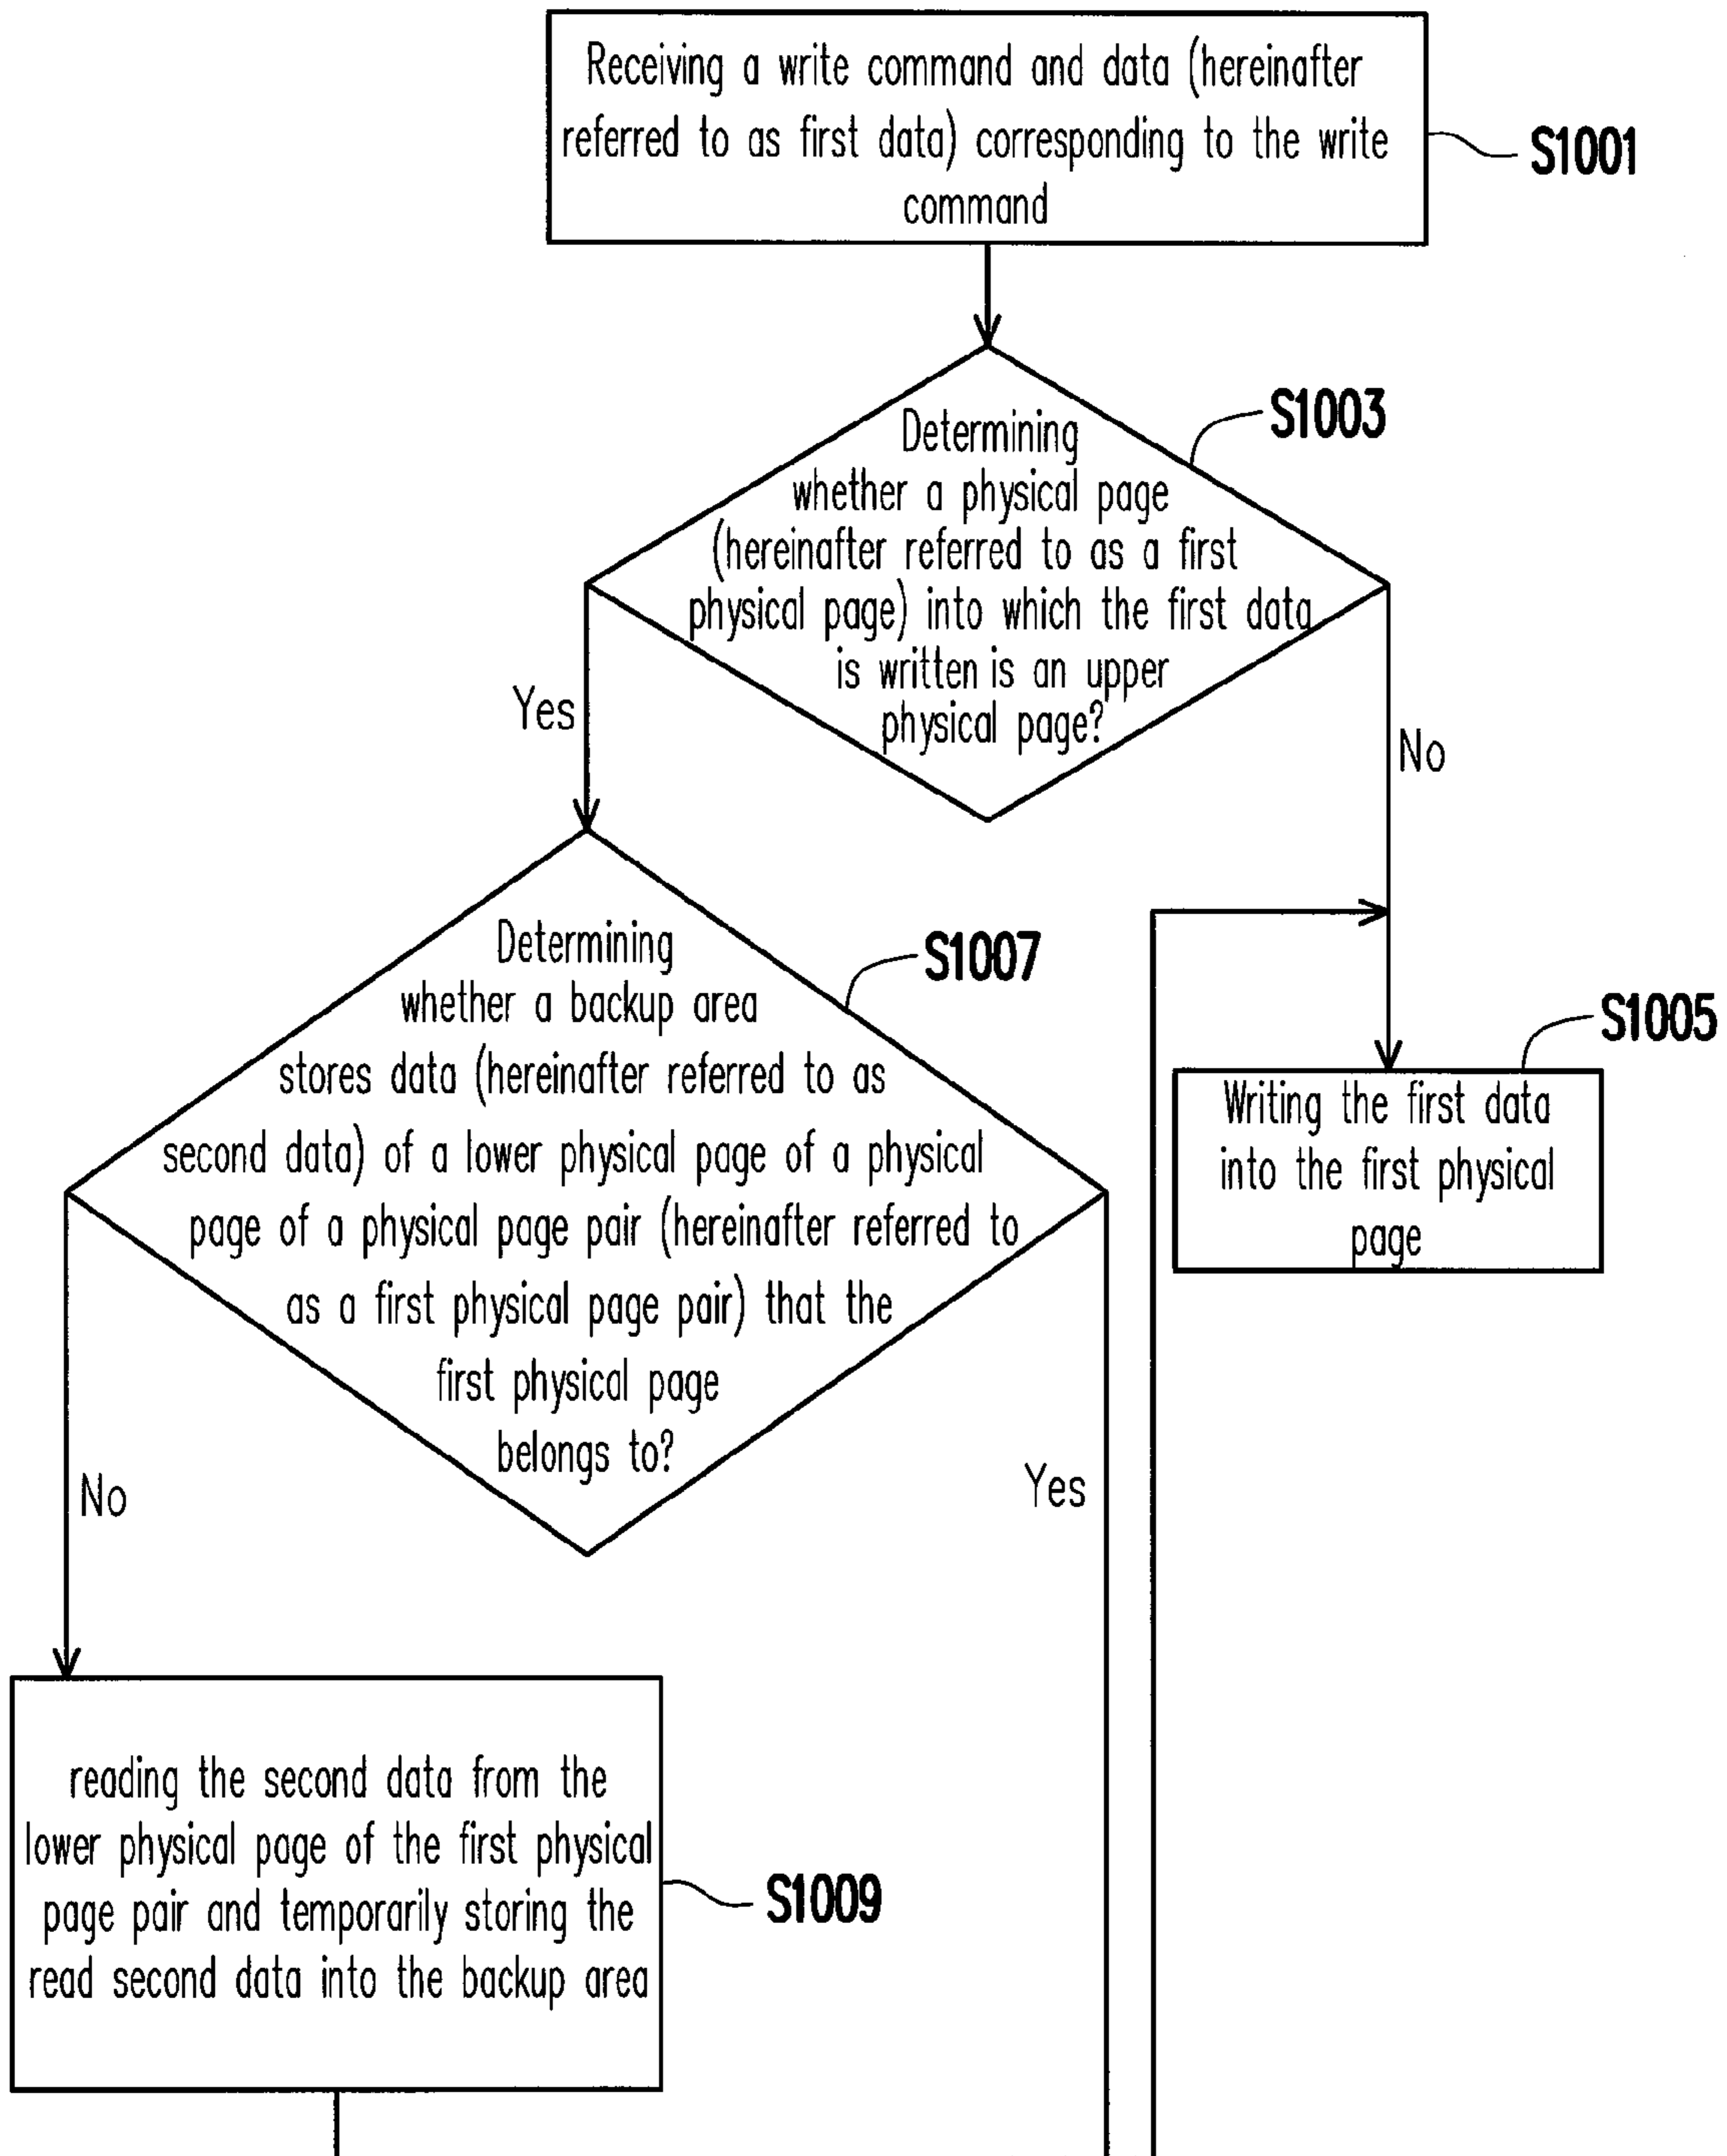 Receiving a write command and data (hereinafter
referred to as first data) corresponding to the write
command
S1001
S1003
Determining
whether a physical page
(hereinafter referred to as a first
physical page) into which the first data
is written is an upper
physical page?
Yes
No
S1007
Determining
whether a backup area
stores data (hereinafter referred to as
second data) of a lower physical page of a physical
page of a physical page pair (hereinafter referred to
as a first physical page pair) that the
first physical page
belongs to?
S1005
Writing the first data
into the first physical
page
No
Yes
reading the second data from the
lower physical page of the first physical
page pair and temporarily storing the
read second data into the backup area
S1009